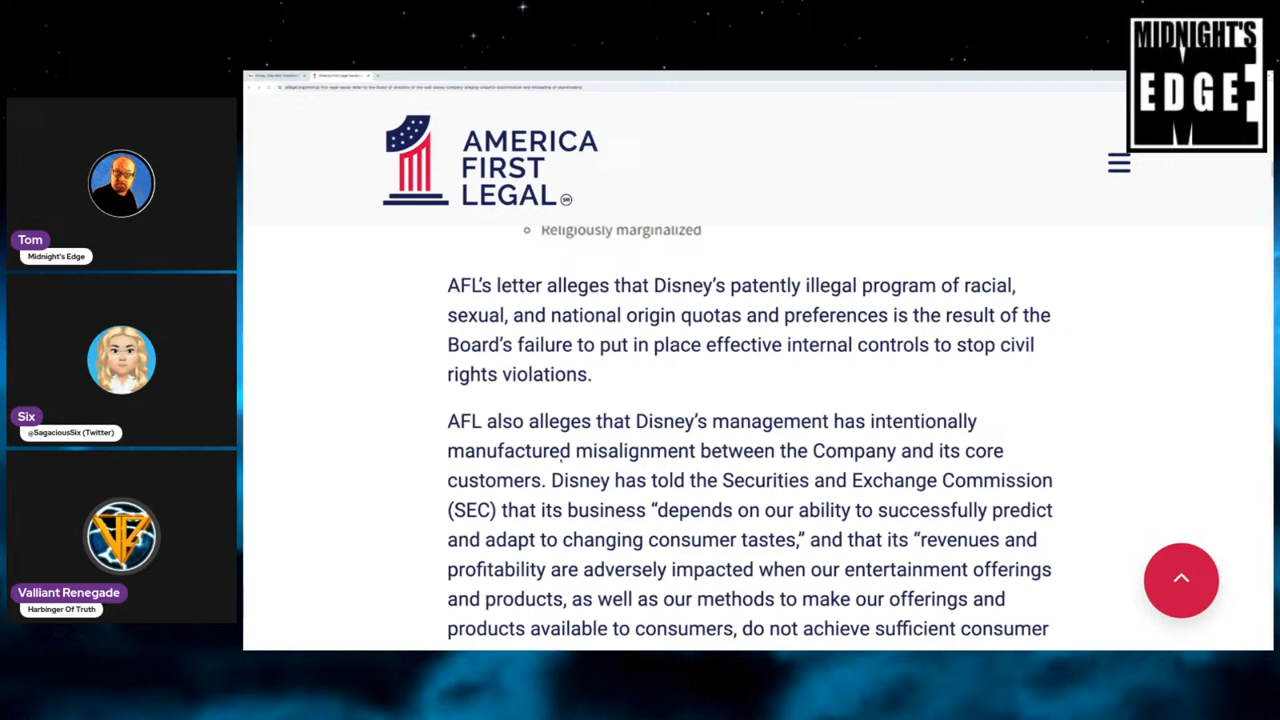 MIDNIGHT'S
EDGE
AMERICA
FIRST
LEGAL SM
Religiously marginalized
AFL's letter alleges that Disney's patently illegal program of racial,
sexual, and national origin quotas and preferences is the result of the
Board's failure to put in place effective internal controls to stop civil
rights violations.
AFL also alleges that Disney's management has intentionally
manufactured misalignment between the Company and its core
customers. Disney has told the Securities and Exchange Commission
(SEC) that its business “depends on our ability to successfully predict
and adapt to changing consumer tastes,” and that its “revenues and
profitability are adversely impacted when our entertainment offerings
and products, as well as our methods to make our offerings and
products available to consumers, do not achieve sufficient consumer
Tom
Midnight's Edge
Six
@SagaciousSix (Twitter)
Valliant Renegade
Harbinger Of Truth